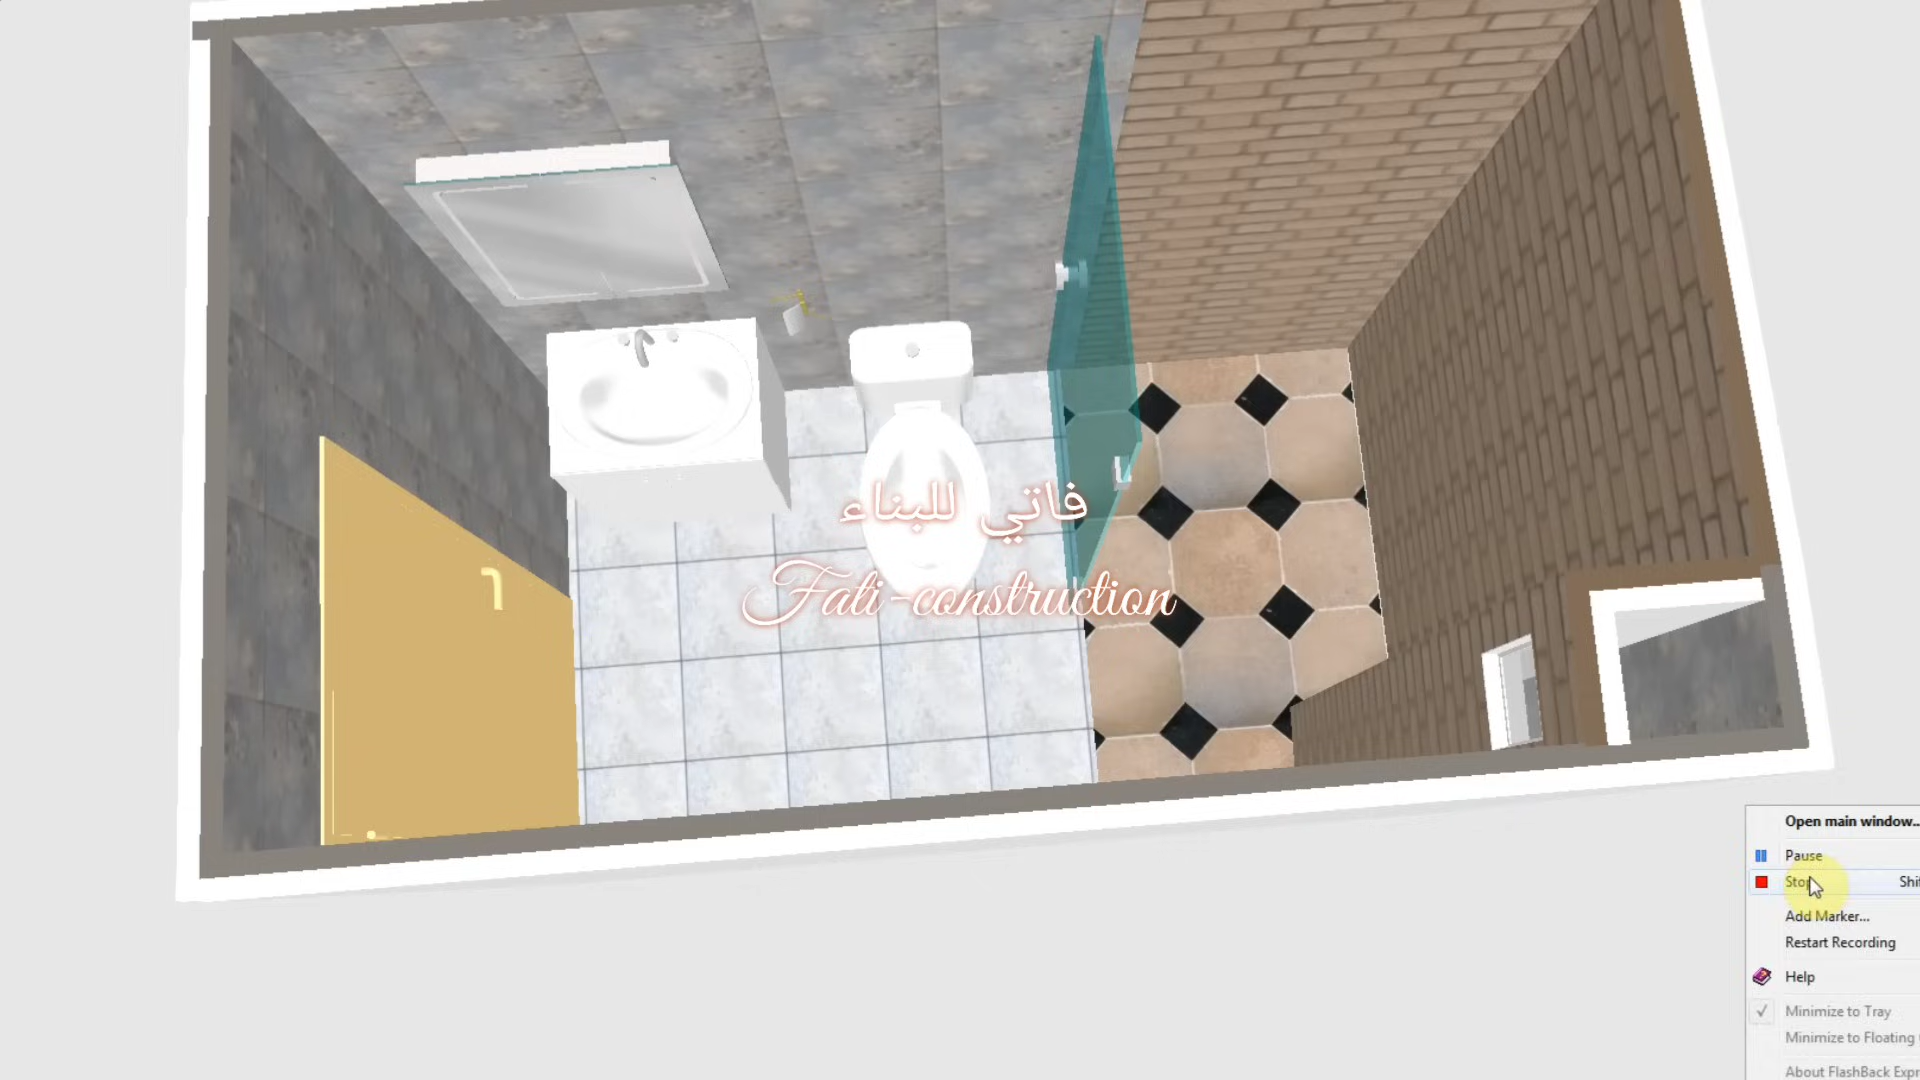 فاتي للبناء
Fati-construction
Open main window...
Pause
Stop
Add Marker...
Restart Recording
Help
Minimize to Tray
Minimize to Floating